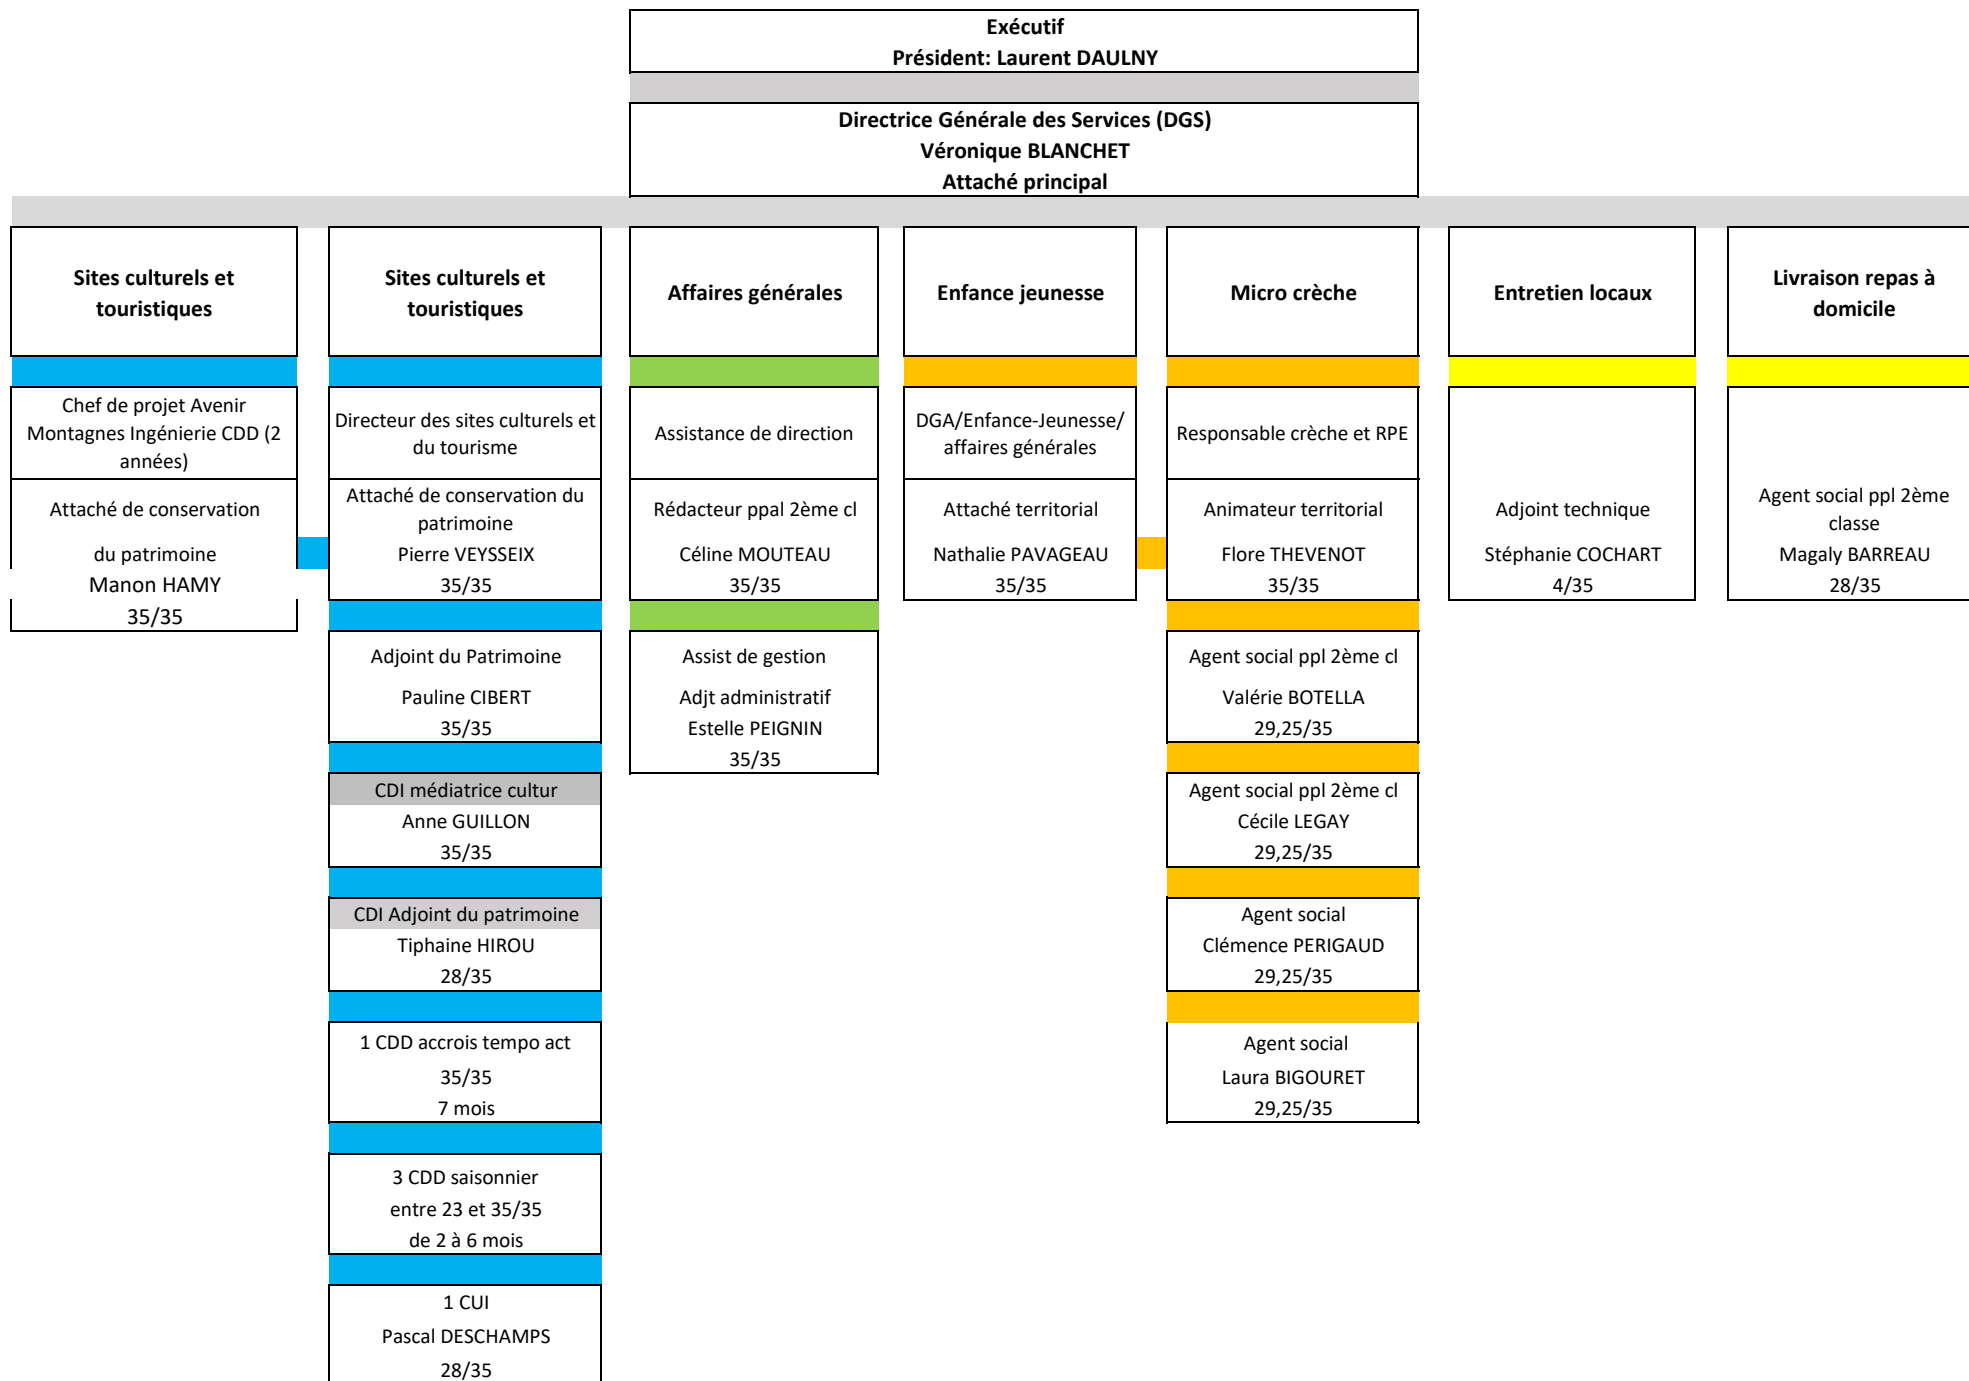 Exécutif
Président: Laurent DAULNY
Directrice Générale des Services (DGS)
Véronique BLANCHET
Attaché principal
Sites culturels et
touristiques
Chef de projet Avenir
Montagnes Ingénierie CDD (2
années)
Attaché de conservation
du patrimoine
Manon HAMY
35/35
Sites culturels et
touristiques
Directeur des sites culturels et
du tourisme
Attaché de conservation du
patrimoine
Pierre VEYSSEIX
35/35
Adjoint du Patrimoine
Pauline CIBERT
35/35
CDI médiatrice cultur
Anne GUILLON
35/35
CDI Adjoint du patrimoine
Tiphaine HIROU
28/35
1 CDD accrois tempo act
35/35
7 mois
3 CDD saisonnier
entre 23 et 35/35
de 2 à 6 mois
1 CUI
Pascal DESCHAMPS
28/35
Affaires générales
Assistance de direction
Rédacteur ppal 2ème cl
Céline MOUTEAU
35/35
Assist de gestion
Adjt administratif
Estelle PEIGNIN
35/35
Enfance jeunesse
DGA/Enfance-Jeunesse/
affaires générales
Attaché territorial
Nathalie PAVAGEAU
35/35
Micro crèche
Responsable crèche et RPE
Animateur territorial
Flore THEVENOT
35/35
Agent social ppl 2ème cl
Valérie BOTELLA
29,25/35
Agent social ppl 2ème cl
Cécile LEGAY
29,25/35
Agent social
Clémence PERIGAUD
29,25/35
Agent social
Laura BIGOURET
29,25/35
Entretien locaux
Adjoint technique
Stéphanie COCHART
4/35
Livraison repas à
domicile
Agent social ppl 2ème
classe
Magaly BARREAU
28/35